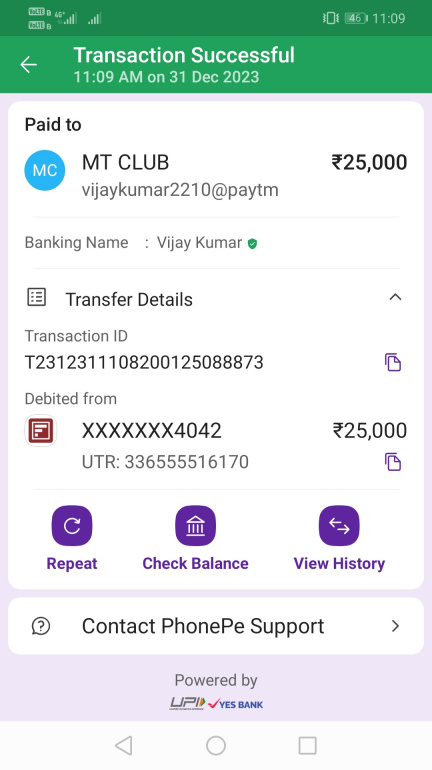 46 11:09
Transaction Successful
11:09 AM on 31 Dec 2023
Paid to
MC MT CLUB ₹25,000
vijaykumar2210@paytm
Banking Name : Vijay Kumar
Transfer Details
Transaction ID
T2312311108200125088873
Debited from
XXXXXXX4042 ₹25,000
UTR: 336555516170
Repeat Check Balance View History
Contact PhonePe Support
Powered by
UPI YES BANK